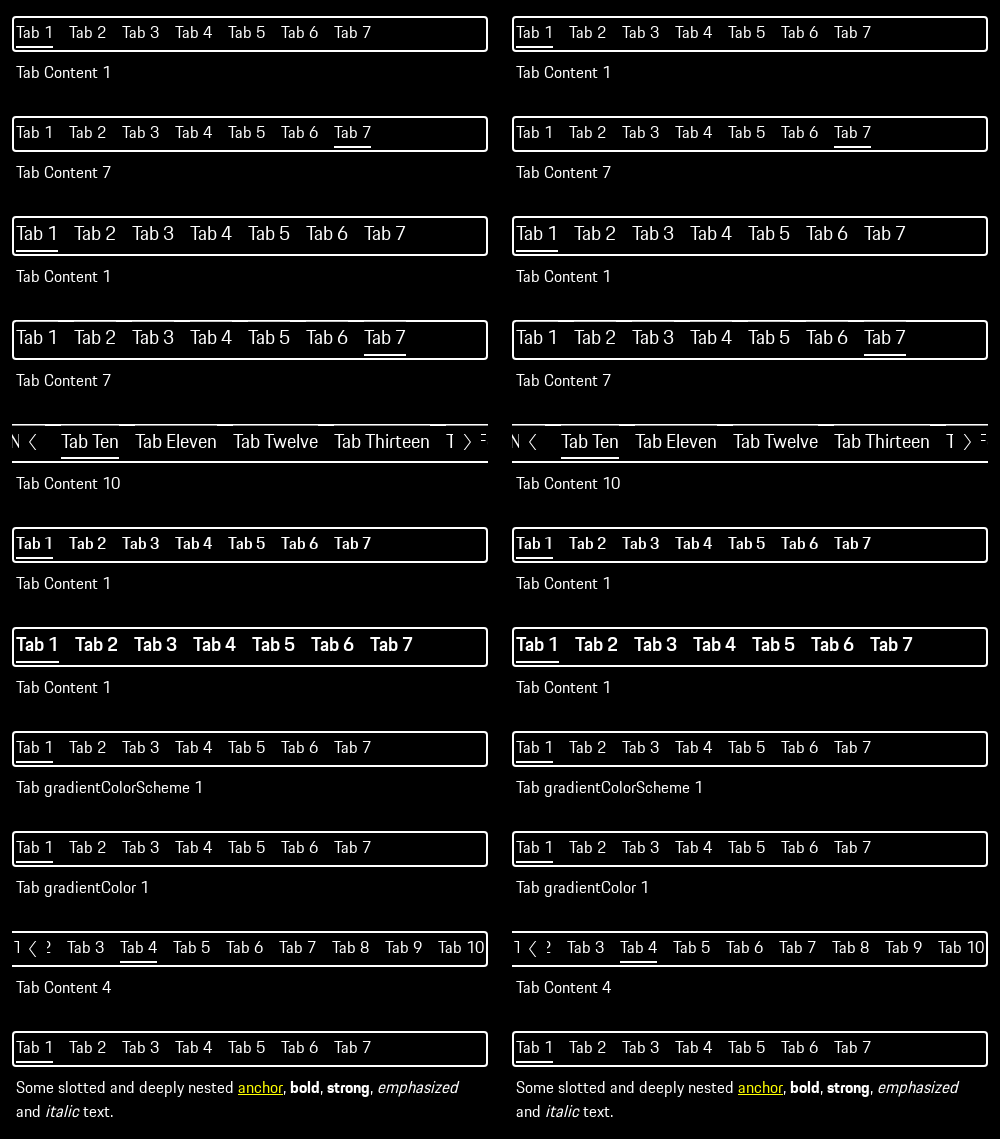 Tab 1 Tab 2 Tab 3 Tab 4 Tab 5 Tab 6 Tab 7
Tab Content 1
Tab 1 Tab 2 Tab 3 Tab 4 Tab 5 Tab 6 Tab 7
Tab Content 7
Tab 1 Tab 2 Tab 3 Tab 4 Tab 5 Tab 6 Tab 7
Tab Content 1
Tab 1 Tab 2 Tab 3 Tab 4 Tab 5 Tab 6 Tab 7
Tab Content 7
Tab Ten Tab Eleven Tab Twelve Tab Thirteen
Tab Content 10
Tab 1 Tab 2 Tab 3 Tab 4 Tab 5 Tab 6 Tab 7
Tab Content 1
Tab 1 Tab 2 Tab 3 Tab 4 Tab 5 Tab 6 Tab 7
Tab Content 1
Tab 1 Tab 2 Tab 3 Tab 4 Tab 5 Tab 6 Tab 7
Tab gradientColorScheme 1
Tab 1 Tab 2 Tab 3 Tab 4 Tab 5 Tab 6 Tab 7
Tab gradientColor 1
Tab 3 Tab 4 Tab 5 Tab 6 Tab 7 Tab 8 Tab 9 Tab 10
Tab Content 4
Tab 1 Tab 2 Tab 3 Tab 4 Tab 5 Tab 6 Tab 7
Some slotted and deeply nested anchor, bold, strong, emphasized
and italic text.
Tab 1 Tab 2 Tab 3 Tab 4 Tab 5 Tab 6 Tab 7
Tab Content 1
Tab 1 Tab 2 Tab 3 Tab 4 Tab 5 Tab 6 Tab 7
Tab Content 7
Tab 1 Tab 2 Tab 3 Tab 4 Tab 5 Tab 6 Tab 7
Tab Content 1
Tab 1 Tab 2 Tab 3 Tab 4 Tab 5 Tab 6 Tab 7
Tab Content 7
Tab Ten Tab Eleven Tab Twelve Tab Thirteen
Tab Content 10
Tab 1 Tab 2 Tab 3 Tab 4 Tab 5 Tab 6 Tab 7
Tab Content 1
Tab 1 Tab 2 Tab 3 Tab 4 Tab 5 Tab 6 Tab 7
Tab Content 1
Tab 1 Tab 2 Tab 3 Tab 4 Tab 5 Tab 6 Tab 7
Tab gradientColorScheme 1
Tab 1 Tab 2 Tab 3 Tab 4 Tab 5 Tab 6 Tab 7
Tab gradientColor 1
Tab 3 Tab 4 Tab 5 Tab 6 Tab 7 Tab 8 Tab 9 Tab 10
Tab Content 4
Tab 1 Tab 2 Tab 3 Tab 4 Tab 5 Tab 6 Tab 7
Some slotted and deeply nested anchor, bold, strong, emphasized
and italic text.